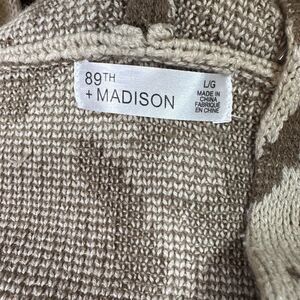 89TH
+ MADISON
L/G
MADE IN
CHINA
FABRIQUÉ
EN CHINE